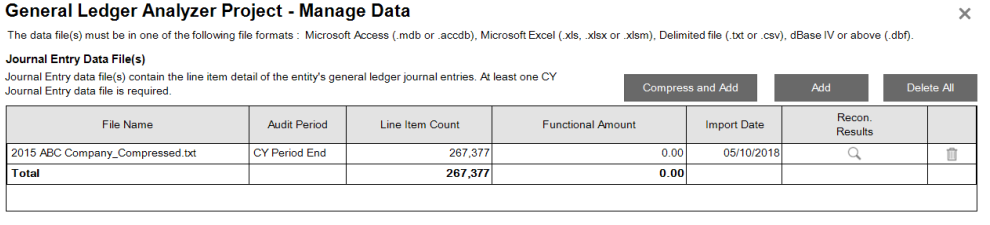 General Ledger Analyzer Project - Manage Data
The data file(s) must be in one of the following file formats : Microsoft Access (.mdb or .accdb), Microsoft Excel (.xls, .xlsx or .xlsm), Delimited file (.txt or .csv), dBase IV or above (.dbf).
Journal Entry Data File(s)
Journal Entry data file(s) contain the line item detail of the entity's general ledger journal entries. At least one CY
Journal Entry data file is required.
Compress and Add Add Delete All
File Name Audit Period Line Item Count Functional Amount Import Date Recon.
Results
2015 ABC Company_Compressed.txt CY Period End 267,377 0.00 05/10/2018
Total 267,377 0.00